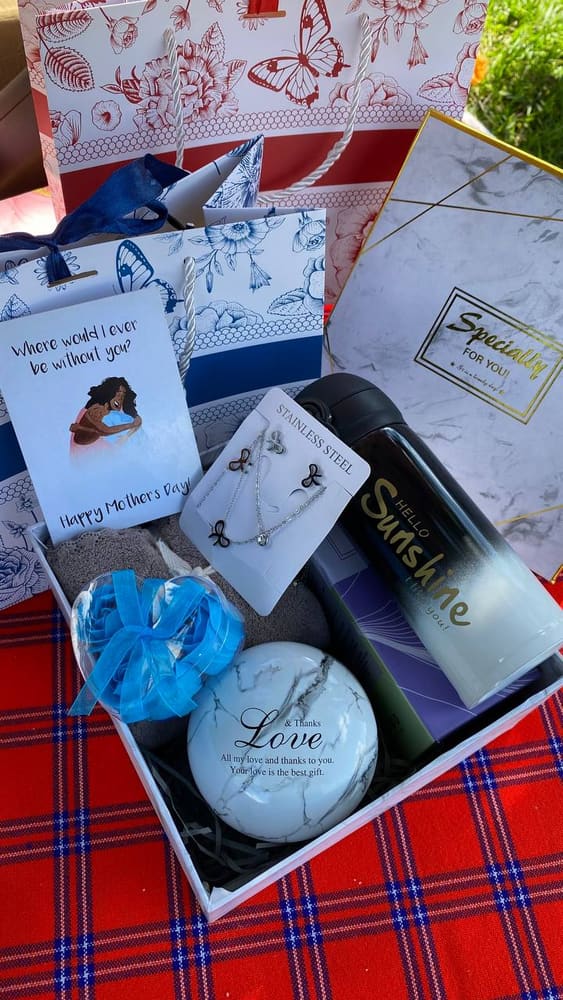 Where would I ever
be without you?
Happy Mother's Day!
STAINLESS STEEL
Specially
FOR YOU!
HELLO
Sunshine
you!
& Thanks
Love
All my love and thanks to you.
Your love is the best gift.